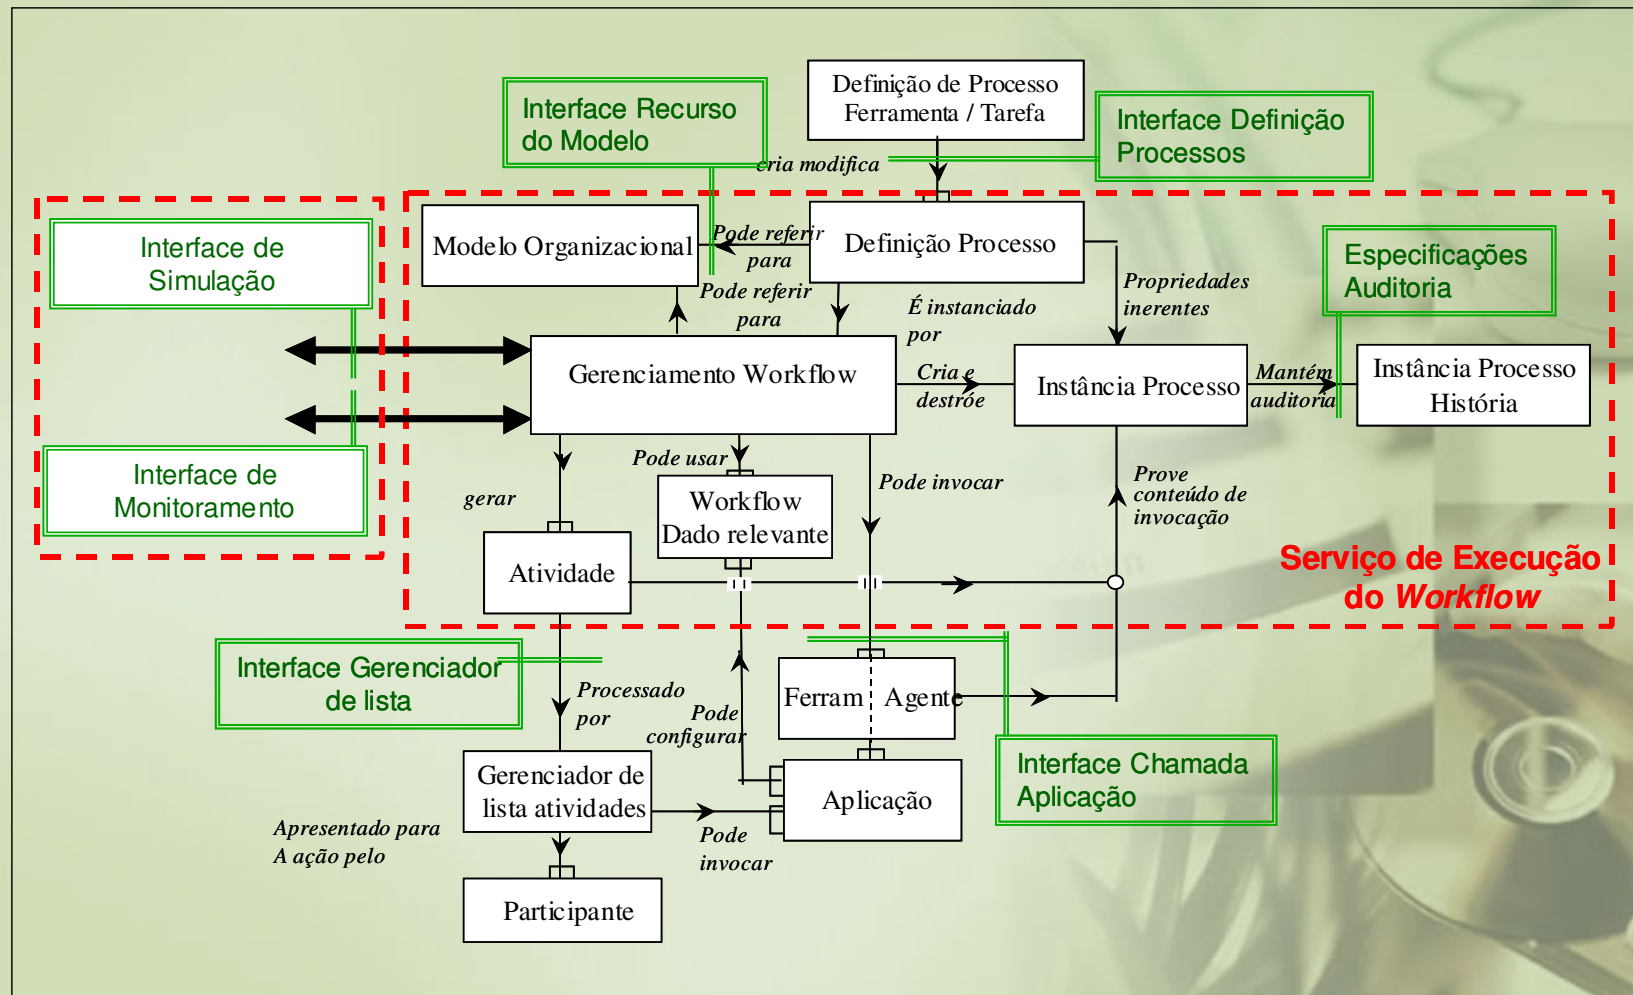 Definição de Processo
Ferramenta / Tarefa
Interface Recurso
do Modelo
Interface Definição
Processos
cria modifica
Interface de
Simulação
Modelo Organizacional
Pode referir
para
Definição Processo
Especificações
Auditoria
Pode referir
para
É instanciado
por
Propriedades
inerentes
Gerenciamento Workflow
Cria e
destróe
Instância Processo
Mantém
auditoria
Instância Processo
História
Interface de
Monitoramento
gerar
Pode usar
Workflow
Dado relevante
Pode invocar
Prove
conteúdo de
invocação
Atividade
Serviço de Execução
do Workflow
Interface Gerenciador
de lista
Processado
por
Pode
configurar
Ferram Agente
Interface Chamada
Aplicação
Gerenciador de
lista atividades
Aplicação
Apresentado para
A ação pelo
Pode
invocar
Participante